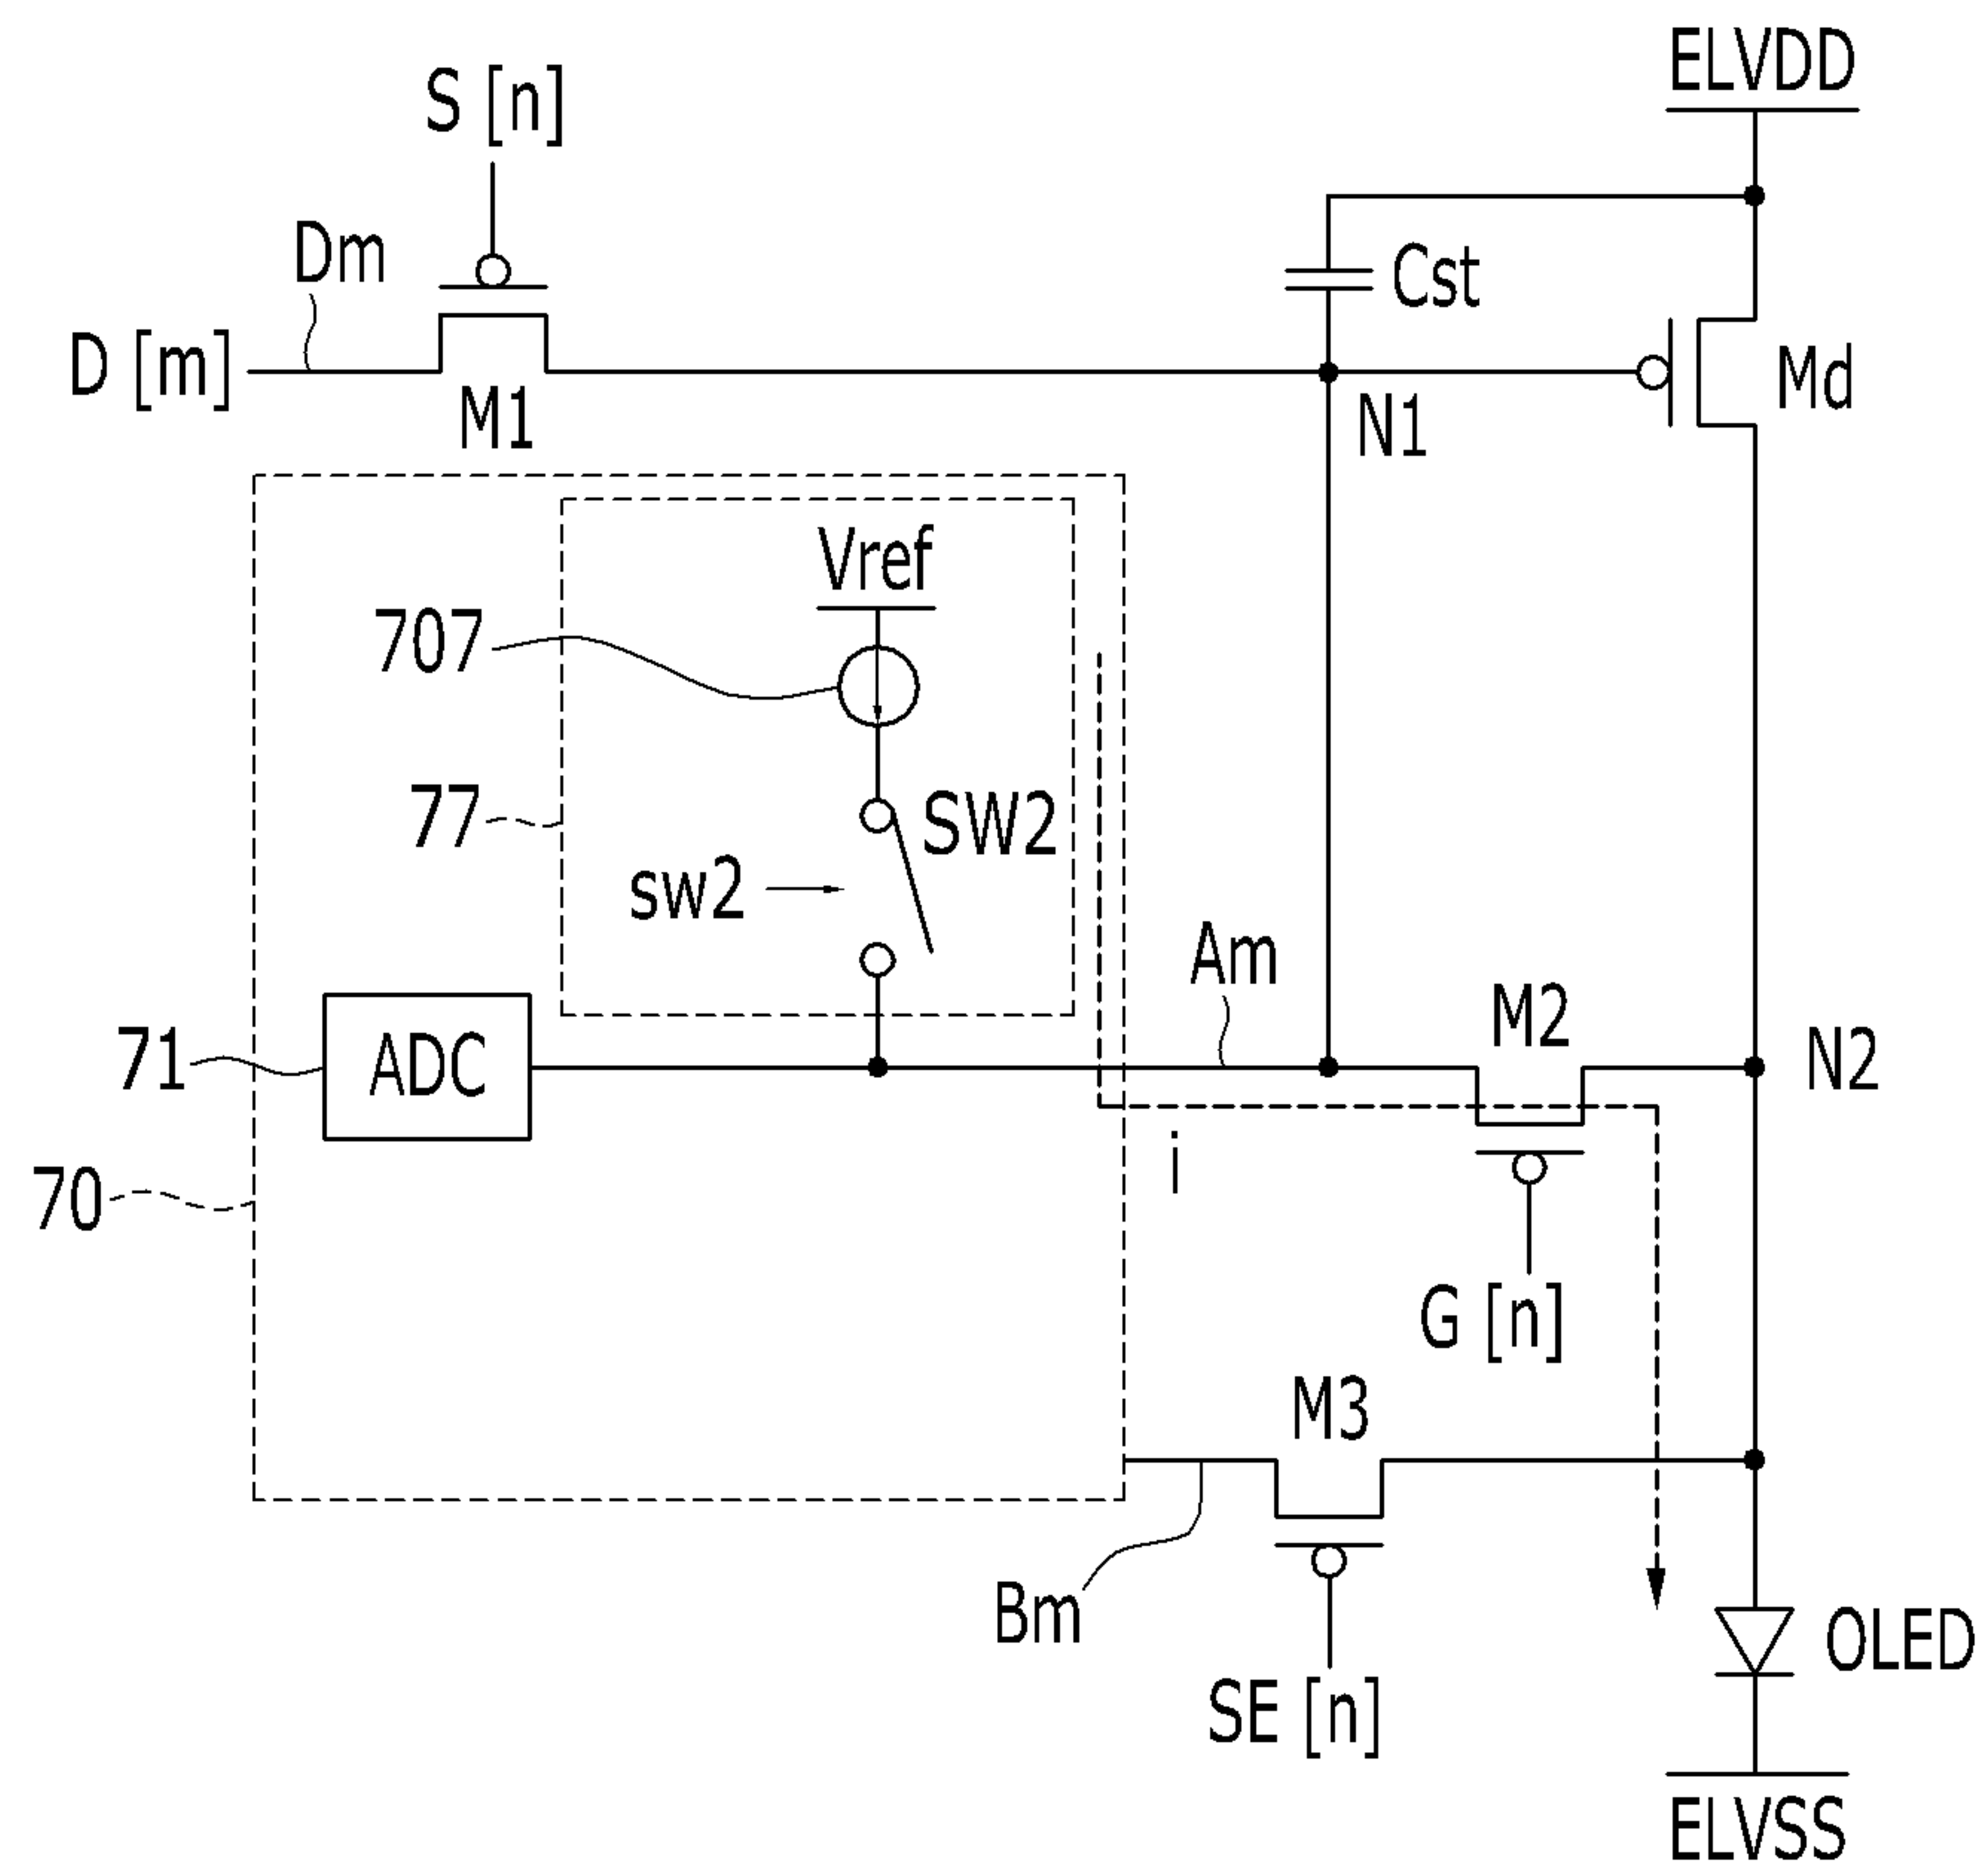 ELVDD
S [n]
Dm
Cst
D [m]
Md
M1
N1
Vref
707
77
SW2
sw2
Am
M2
71
ADC
N2
i
70
G [n]
M3
Bm
OLED
SE [n]
ELVSS